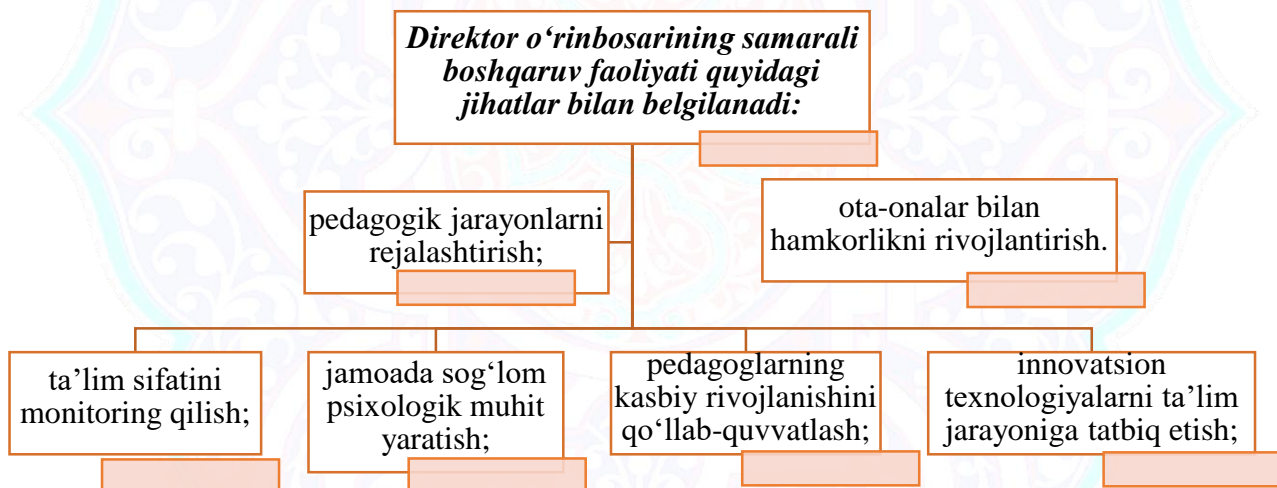 Direktor o‘rinbosarining samarali
boshqaruv faoliyati quyidagi
jihatlar bilan belgilanadi:
pedagogik jarayonlarni
rejalashtirish;
ota-onalar bilan
hamkorlikni rivojlantirish.
ta’lim sifatini
monitoring qilish;
jamoada sog‘lom
psixologik muhit
yaratish;
pedagoglarning
kasbiy rivojlanishini
qo‘llab-quvvatlash;
innovatsion
texnologiyalarni ta’lim
jarayoniga tatbiq etish;